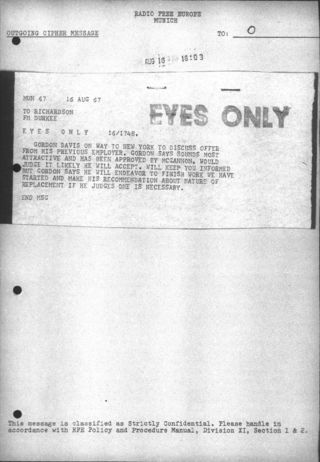 RADIO FREE EUROPE
MUNICH
OUTGOING CIPHER MESSAGE
TO: O
AUG 16 18:03
MUN 67 16 AUG 67
EYES ONLY
TO RICHARDSON
FM DUNKEE
E Y E S O N L Y 16/1748.
GORDON DAVIS ON WAY TO NEW YORK TO DISCUSS OFFER
FROM HIS PREVIOUS EMPLOYER. GORDON SAYS SOUNDS MOST
ATTRACTIVE AND HAS BEEN APPROVED BY MCGANNON. WOULD
JUDGE IT LIKELY HE WILL ACCEPT. WILL KEEP YOU INFORMED
BUT GORDON SAYS HE WILL ENDEAVOR TO FINISH WORK WE HAVE
STARTED AND MAKE HIS RECOMMENDATION ABOUT NATURE OF
REPLACEMENT IF HE JUDGES ONE IS NECESSARY.
END MSG
This message is classified as Strictly Confidential. Please handle in
accordance with RFE Policy and Procedure Manual, Division XI, Section 1 & 2.